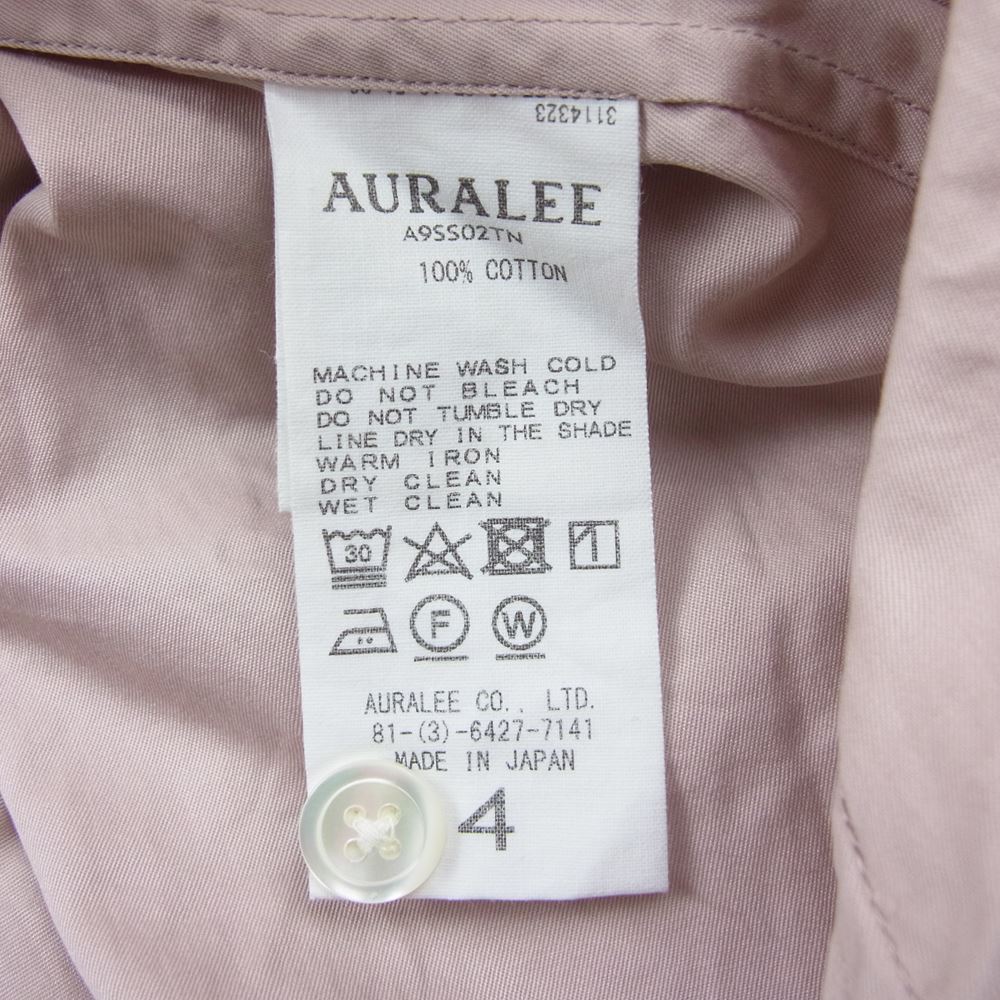 3114323
AURALEE
A9SS02TN
100% COTTON
MACHINE WASH COLD
DO NOT BLEACH
DO NOT TUMBLE DRY
LINE DRY IN THE SHADE
WARM IRON
DRY CLEAN
WET CLEAN
30
F W
AURALEE CO., LTD.
81-(3)-6427-7141
MADE IN JAPAN
4